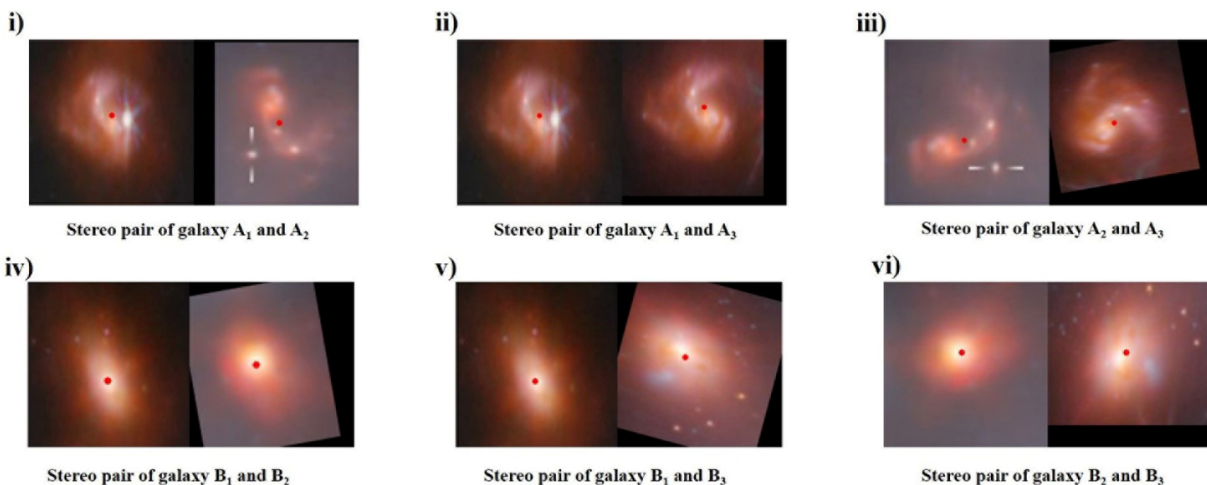 i)
ii)
iii)
Stereo pair of galaxy A₁ and A₂
Stereo pair of galaxy A₁ and A₃
Stereo pair of galaxy A₂ and A₃
iv)
v)
vi)
Stereo pair of galaxy B₁ and B₂
Stereo pair of galaxy B₁ and B₃
Stereo pair of galaxy B₂ and B₃